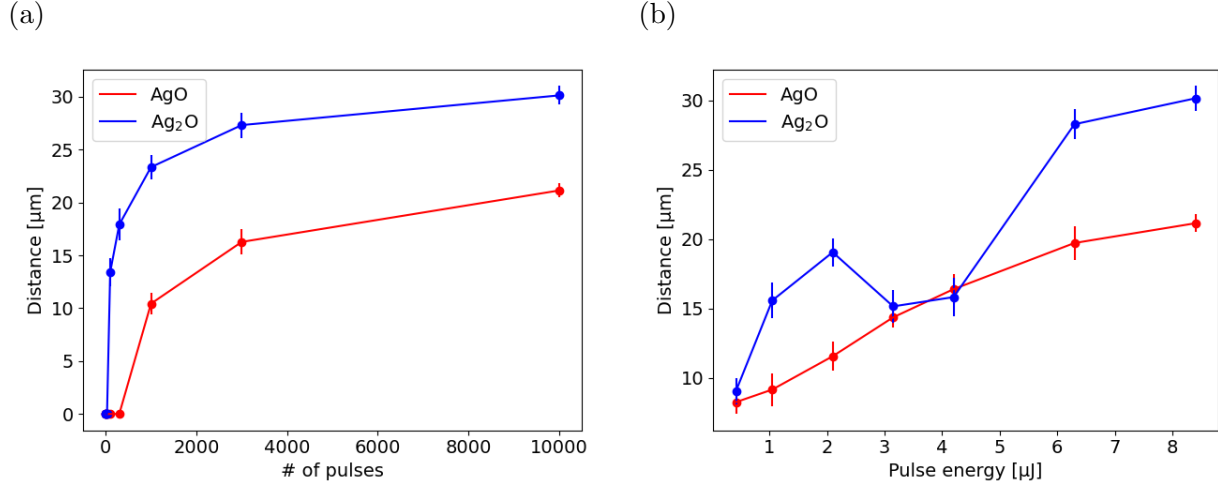 (a)
(b)
AgO
Ag₂O
Distance [μm]
30
25
20
15
10
5
0
0 2000 4000 6000 8000 10000
# of pulses
AgO
Ag₂O
Distance [μm]
30
25
20
15
10
1 2 3 4 5 6 7 8
Pulse energy [μJ]